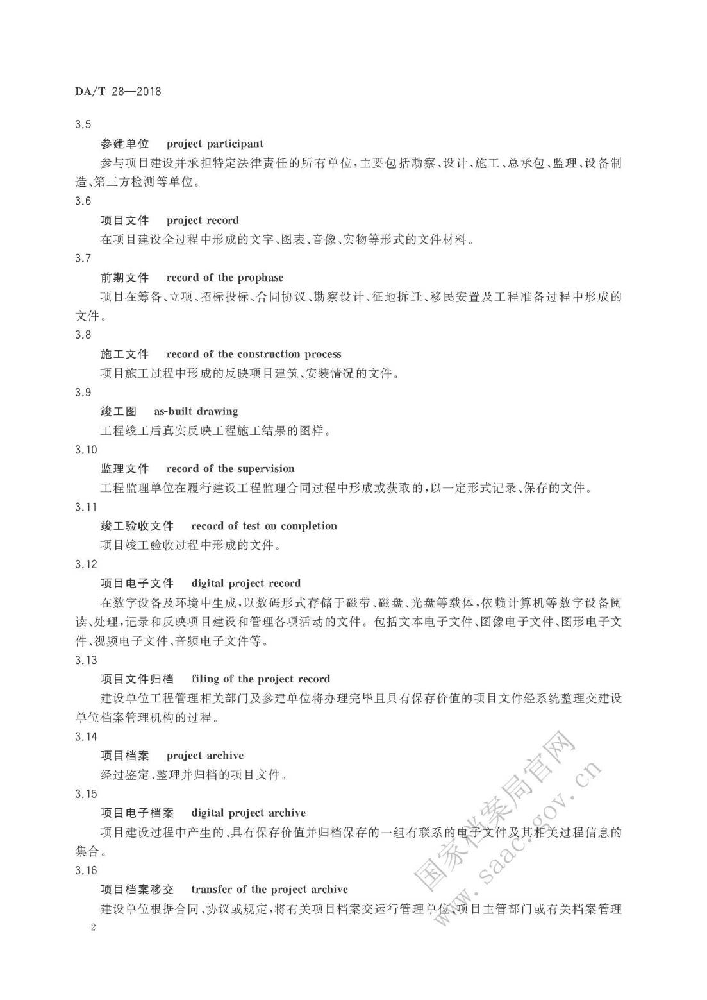 DA/T 28—2018
3.5
参建单位 project participant
参与项目建设并承担特定法律责任的所有单位,主要包括勘察、设计、施工、总承包、监理、设备制
造、第三方检测等单位。
3.6
项目文件 project record
在项目建设全过程中形成的文字、图表、音像、实物等形式的文件材料。
3.7
前期文件 record of the prophase
项目在筹备、立项、招标投标、合同协议、勘察设计、征地拆迁、移民安置及工程准备过程中形成的
文件。
3.8
施工文件 record of the construction process
项目施工过程中形成的反映项目建筑、安装情况的文件。
3.9
竣工图 as-built drawing
工程竣工后真实反映工程施工结果的图样。
3.10
监理文件 record of the supervision
工程监理单位在履行建设工程监理合同过程中形成或获取的,以一定形式记录、保存的文件。
3.11
竣工验收文件 record of test on completion
项目竣工验收过程中形成的文件。
3.12
项目电子文件 digital project record
在数字设备及环境中生成,以数码形式存储于磁带、磁盘、光盘等载体,依赖计算机等数字设备阅
读、处理,记录和反映项目建设和管理各项活动的文件。包括文本电子文件、图像电子文件、图形电子文
件、视频电子文件、音频电子文件等。
3.13
项目文件归档 filing of the project record
建设单位工程管理相关部门及参建单位将办理完毕且具有保存价值的项目文件经系统整理交建设
单位档案管理机构的过程。
3.14
项目档案 project archive
经过鉴定、整理并归档的项目文件。
3.15
项目电子档案 digital project archive
项目建设过程中产生的、具有保存价值并归档保存的一组有联系的电子文件及其相关过程信息的
集合。
3.16
项目档案移交 transfer of the project archive
建设单位根据合同、协议或规定,将有关项目档案交运行管理单位、项目主管部门或有关档案管理
2
国家档案局官网
www.saac.gov.cn